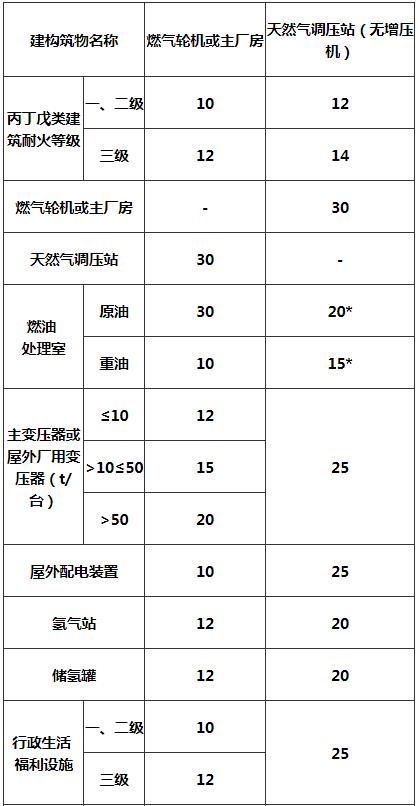 建构筑物名称 燃气轮机或主厂房 天然气调压站（无增压
机）
丙丁戊类建
筑耐火等级
一、二级 10 12
三级 12 14
燃气轮机或主厂房 - 30
天然气调压站 30 -
燃油
处理室
原油 30 20*
重油 10 15*
主变压器或
屋外厂用变
压器（t/
台）
≤10 12
>10≤50 15 25
>50 20
屋外配电装置 10 25
氢气站 12 20
储氢罐 12 20
行政生活
福利设施
一、二级 10 25
三级 12